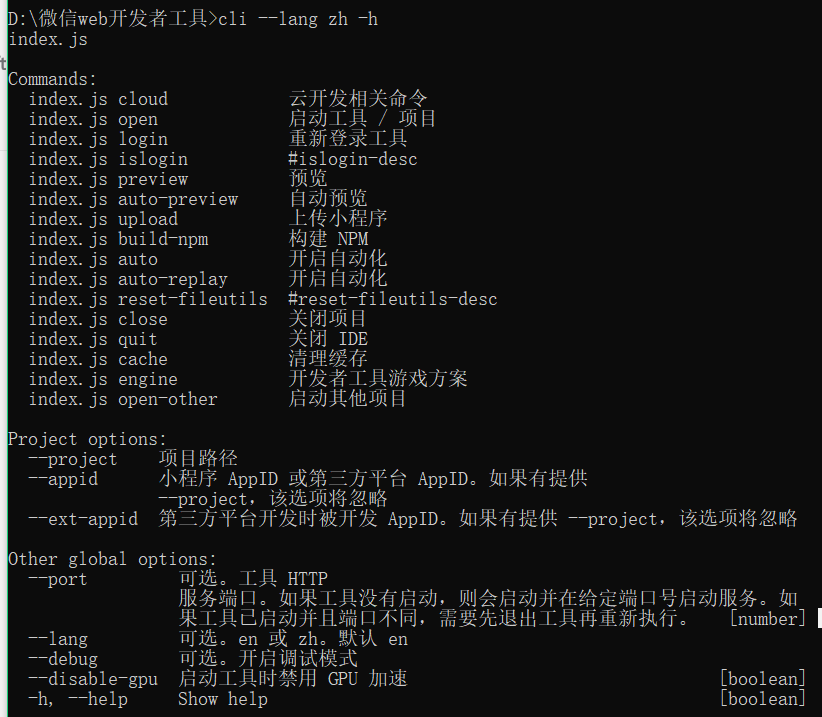 D:\微信web开发者工具>cli --lang zh -h
index.js
Commands:
index.js cloud 云开发相关命令
index.js open 启动工具 / 项目
index.js login 重新登录工具
index.js islogin #islogin-desc
index.js preview 预览
index.js auto-preview 自动预览
index.js upload 上传小程序
index.js build-npm 构建 NPM
index.js auto 开启自动化
index.js auto-replay 开启自动化
index.js reset-fileutils #reset-fileutils-desc
index.js close 关闭项目
index.js quit 关闭 IDE
index.js cache 清理缓存
index.js engine 开发者工具游戏方案
index.js open-other 启动其他项目
Project options:
--project 项目路径
--appid 小程序 AppID 或第三方平台 AppID。如果有提供
--project，该选项将忽略
--ext-appid 第三方平台开发时被开发 AppID。如果有提供 --project，该选项将忽略
Other global options:
--port 可选。工具 HTTP
服务端口。如果工具没有启动，则会启动并在给定端口号启动服务。如
果工具已启动并且端口不同，需要先退出工具再重新执行。 [number]
--lang 可选。en 或 zh。默认 en
--debug 可选。开启调试模式
--disable-gpu 启动工具时禁用 GPU 加速 [boolean]
-h, --help Show help [boolean]